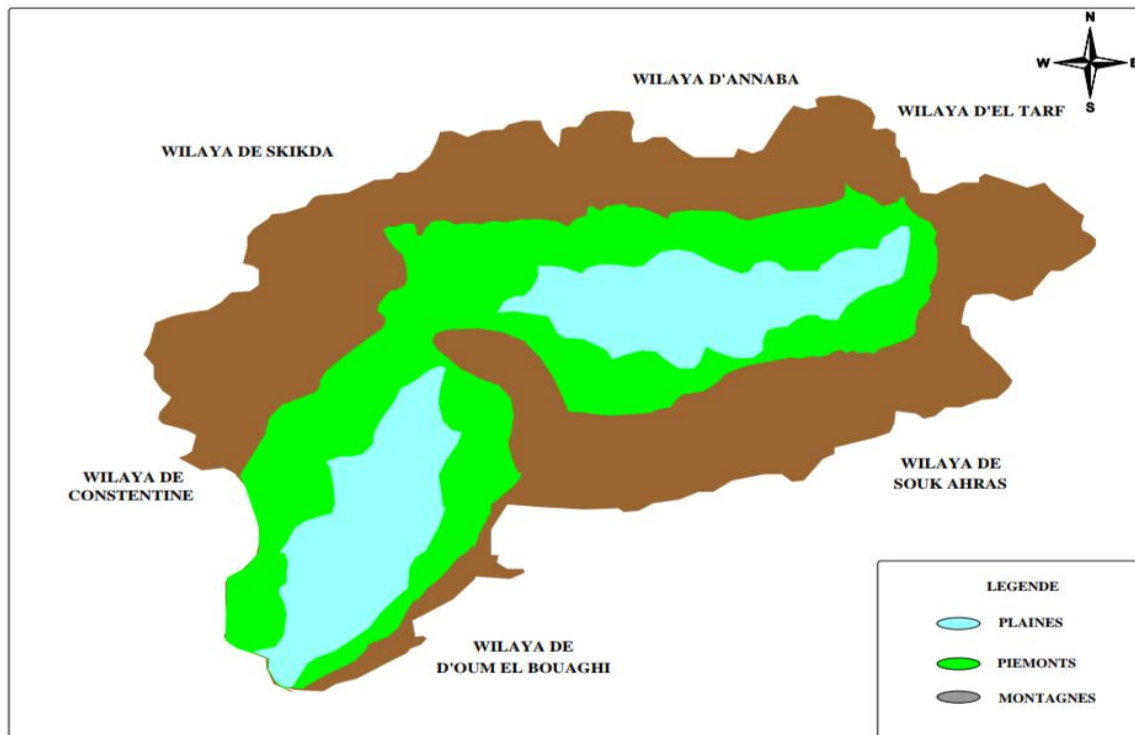 N
W E
S
WILAYA D'ANNABA
WILAYA D'EL TARF
WILAYA DE SKIKDA
WILAYA DE
CONSTENTINE
WILAYA DE
SOUK AHRAS
WILAYA DE
D'OUM EL BOUAGHI
LEGENDE
PLAINES
PIEMONTS
MONTAGNES